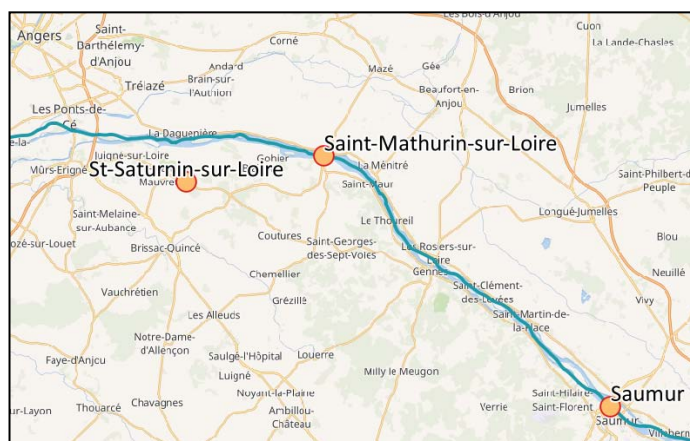 Les Bois-d'Anjou
Cuon
Angers
Saint-
Barthélemy-
d'Anjou
Corné
La Lande-Chasles
Andard
Mazé
Gée
Trélazé
Brain-sur-
l'Authion
Beaufort-en-
Anjou
Brion
Jumelles
Les Ponts-de-
Cé
La Daguenière
Saint-Mathurin-sur-Loire
Juigné-sur-Loire
Gohier
La Ménitré
Mûrs-Erigné
St-Saturnin-sur-Loire
Saint-Philbert-du-
Peuple
Saint-Maur
Saint-Melaine-
sur-Aubance
Le Thoureil
Longué-Jumelles
ozé-sur-Louet
Brissac-Quincé
Coutures
Saint-Georges-
des-Sept-Voies
Les Rosiers-sur-
Loire
Blou
Chemellier
Gennes
Neuillé
Vauchrétien
Grézillé
Saint-Clément-
des-Levées
Vivy
Les Alleuds
Saint-Martin-de-
la-Place
Notre-Dame-
d'Allençon
Faye-d'Anjou
Saulgé-l'Hôpital
Louerre
Luigné
Milly le Meugon
Noyant-la-Plaine
Saumur
Saint-Hilaire-
Saint-Florent
-sur-Layon
Thouarcé
Chavagnes
Ambillou-
Château
Verrie
Saumur
Villebern